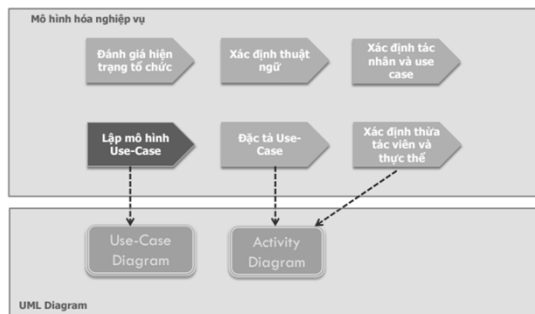 Mô hình hóa nghiệp vụ
Đánh giá hiện
trạng tổ chức
Xác định thuật
ngữ
Xác định tác
nhân và use
case
Lập mô hình
Use-Case
Đặc tả Use-
Case
Xác định thừa
tác viên và
thực thể
Use-Case
Diagram
Activity
Diagram
UML Diagram